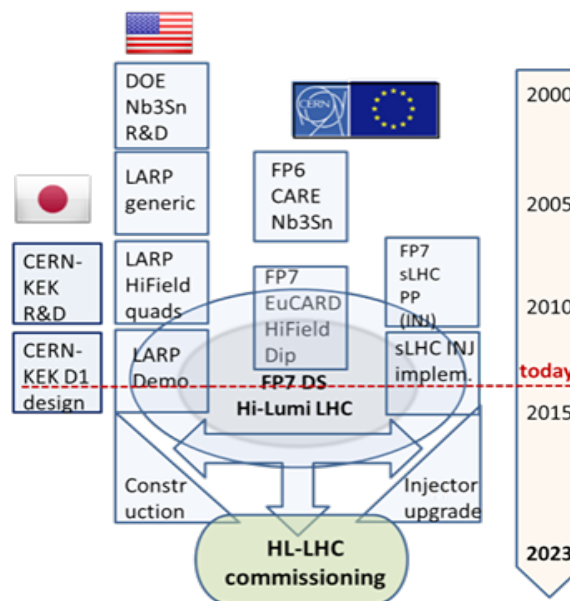 DOE
Nb3Sn
R&D
CERN
2000
LARP
generic
FP6
CARE
Nb3Sn
2005
CERN-
KEK
R&D
LARP
HiField
quads
FP7
EuCARD
HiField
Dip
FP7
sLHC
PP
(INJ)
2010
CERN-
KEK D1
design
LARP
Demo
FP7 DS
Hi-Lumi LHC
sLHC INJ
implem.
today
2015
Constr
uction
Injector
upgrade
HL-LHC
commissioning
2023